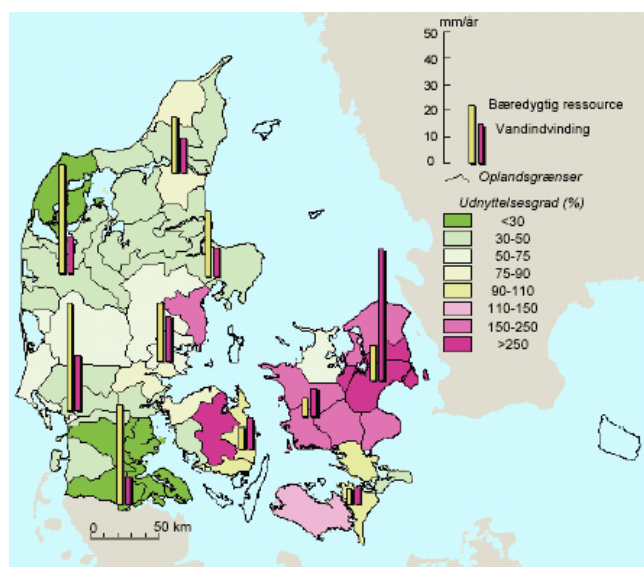 mm/år
50
40
30
20
10
0
Bæredygtig ressource
Vandindvinding
Oplandsgrænser
Udnyttelsesgrad (%)
<30
30-50
50-75
75-90
90-110
110-150
150-250
>250
0 50 km